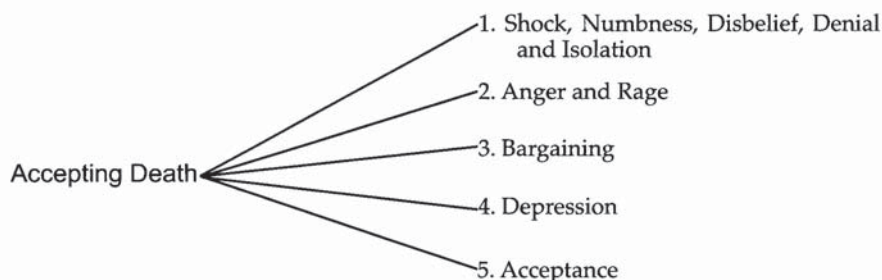 1. Shock, Numbness, Disbelief, Denial
and Isolation
2. Anger and Rage
3. Bargaining
Accepting Death
4. Depression
5. Acceptance